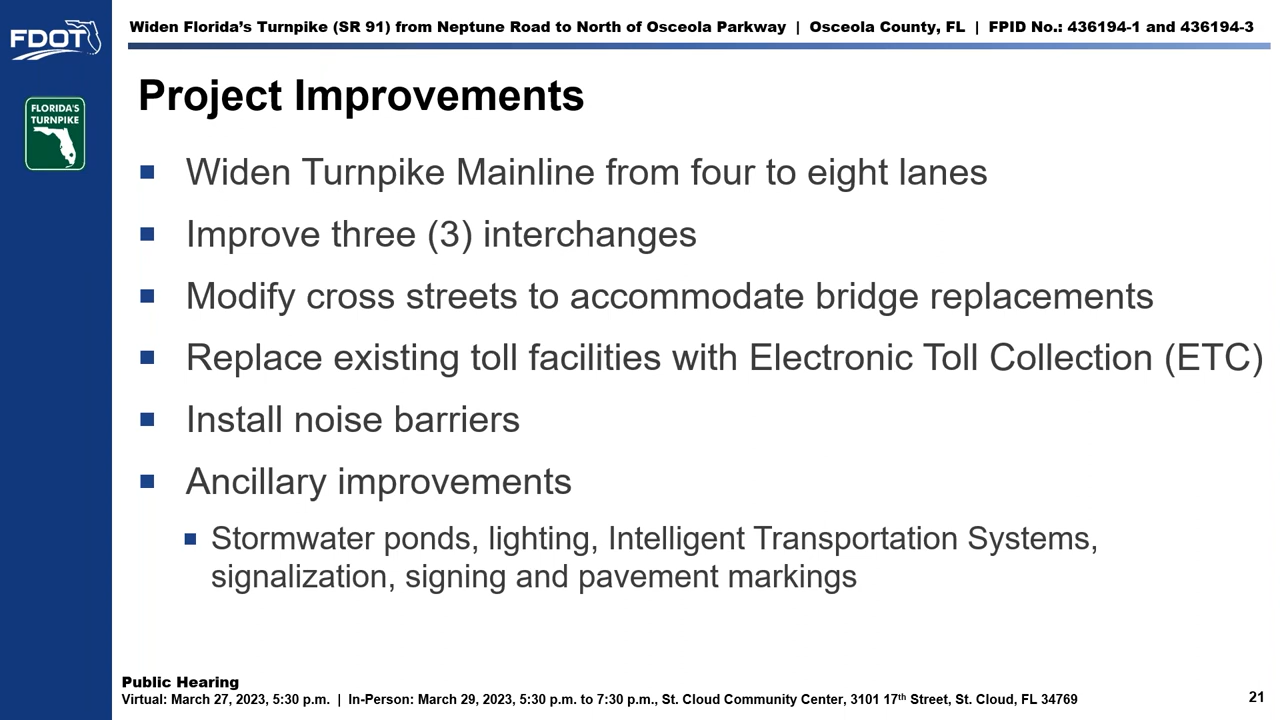 FDOT
Widen Florida’s Turnpike (SR 91) from Neptune Road to North of Osceola Parkway | Osceola County, FL | FPID No.: 436194-1 and 436194-3
FLORIDA'S
TURNPIKE
Project Improvements
Widen Turnpike Mainline from four to eight lanes
Improve three (3) interchanges
Modify cross streets to accommodate bridge replacements
Replace existing toll facilities with Electronic Toll Collection (ETC)
Install noise barriers
Ancillary improvements
Stormwater ponds, lighting, Intelligent Transportation Systems,
signalization, signing and pavement markings
Public Hearing
Virtual: March 27, 2023, 5:30 p.m. | In-Person: March 29, 2023, 5:30 p.m. to 7:30 p.m., St. Cloud Community Center, 3101 17th Street, St. Cloud, FL 34769
21